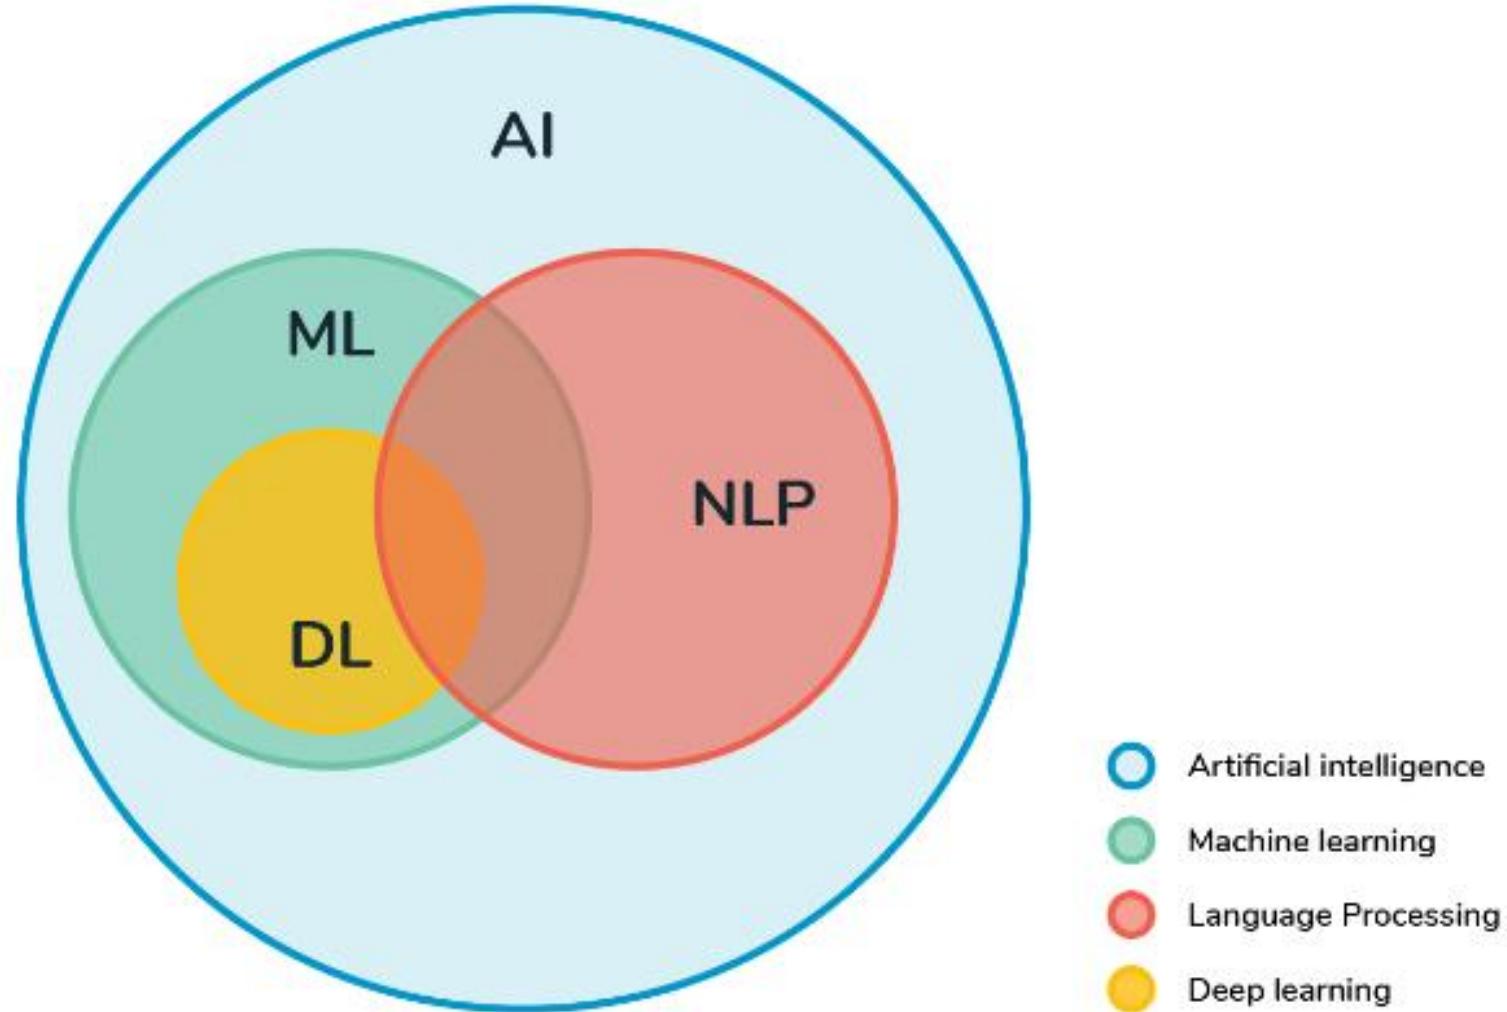 AI
ML
NLP
DL
Artificial intelligence
Machine learning
Language Processing
Deep learning